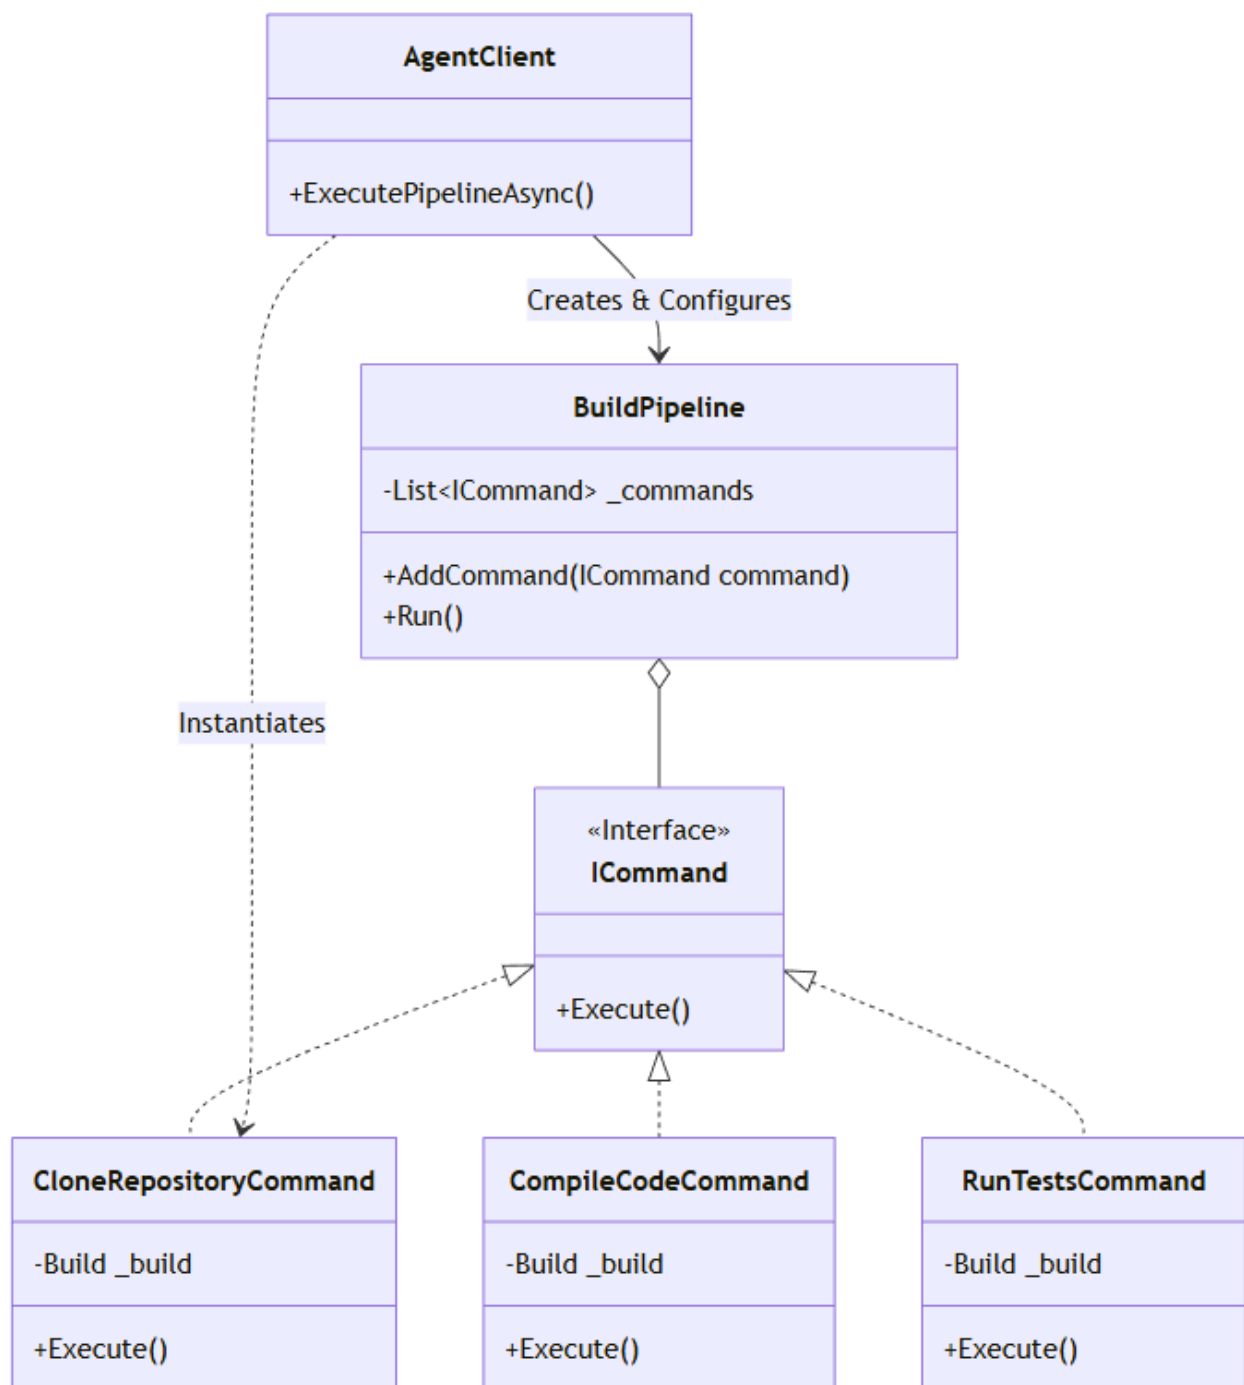 AgentClient
+ExecutePipelineAsync()
Creates & Configures
BuildPipeline
-List<ICommand> _commands
+AddCommand(ICommand command)
+Run()
Instantiates
«Interface»
ICommand
+Execute()
CloneRepositoryCommand
-Build _build
+Execute()
CompileCodeCommand
-Build _build
+Execute()
RunTestsCommand
-Build _build
+Execute()